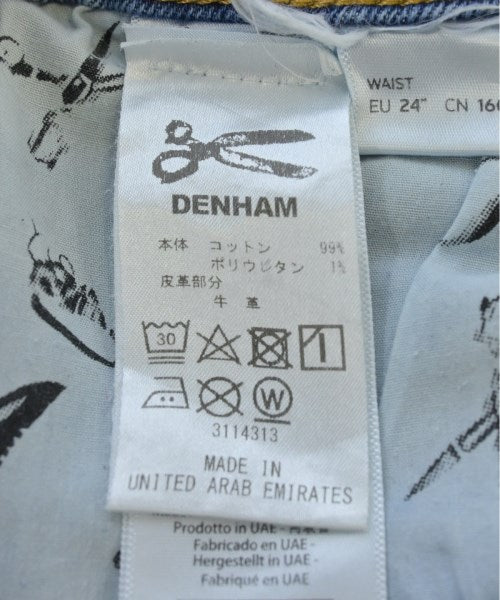 WAIST
EU 24" CN 160
DENHAM
本体 コットン 99%
ポリウレタン 1%
皮革部分
牛 革
30
W
3114313
MADE IN
UNITED ARAB EMIRATES
Prodotto in UAE -
Fabricado en UAE -
Hergestellt in UAE -
Fabriqué en UAE